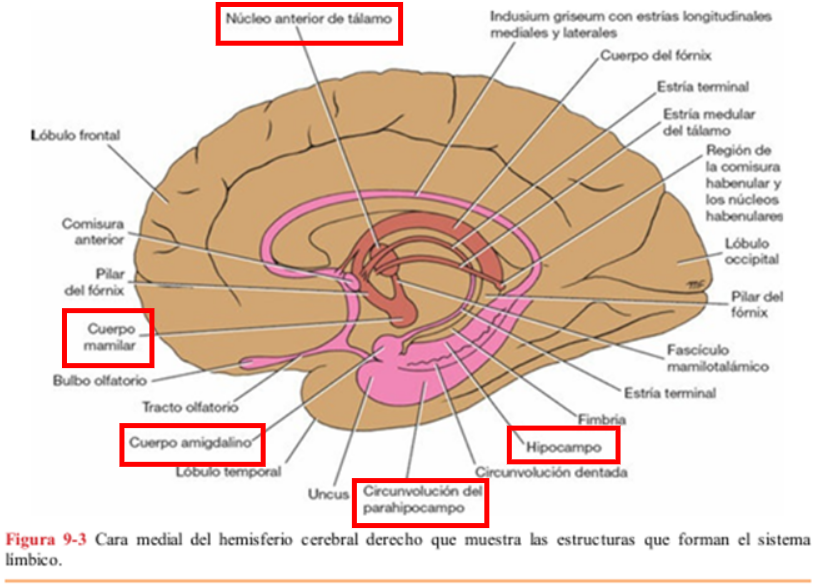 Núcleo anterior de tálamo
Indusium griseum con estrías longitudinales
mediales y laterales
Cuerpo del fórnix
Estría terminal
Estría medular
del tálamo
Región de
la comisura
habenular y
los núcleos
habenulares
Lóbulo
occipital
Pilar del
fórnix
Fascículo
mamilotalámico
Estría terminal
Fimbria
Hipocampo
Circunvolución dentada
Circunvolución del
parahipocampo
Uncus
Lóbulo temporal
Cuerpo amigdalino
Tracto olfatorio
Bulbo olfatorio
Cuerpo
mamilar
Pilar
del fórnix
Comisura
anterior
Lóbulo frontal
Figura 9-3 Cara medial del hemisferio cerebral derecho que muestra las estructuras que forman el sistema
límbico.